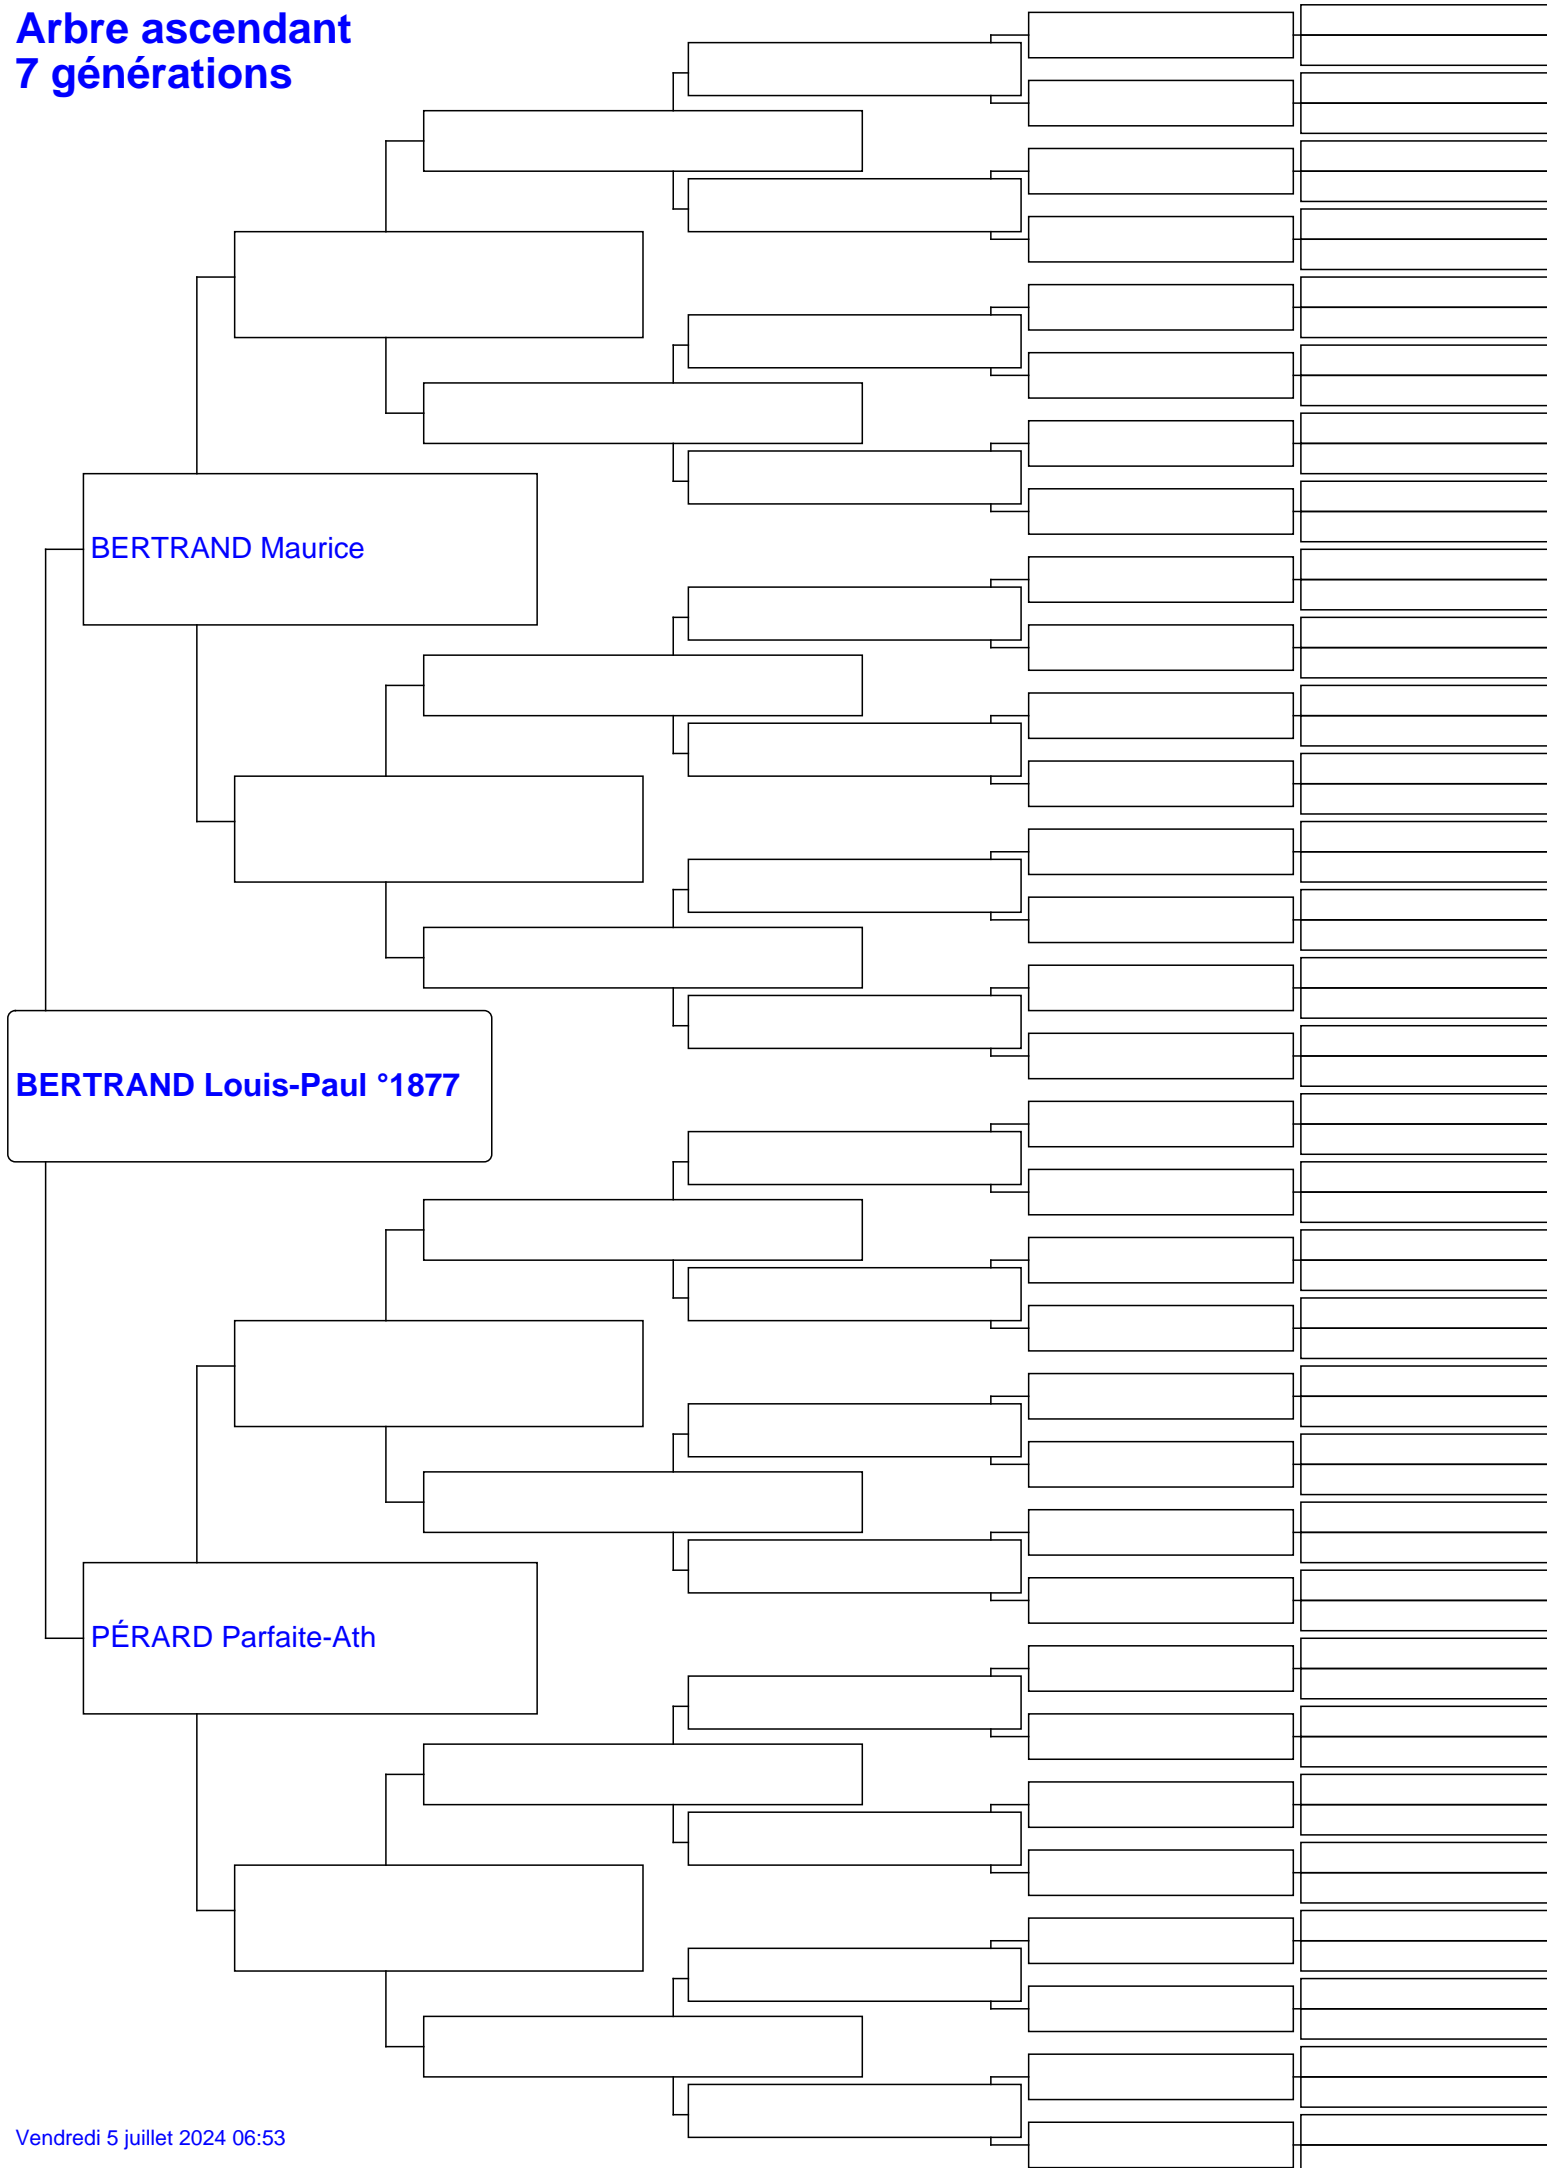 Arbre ascendant
7 générations
BERTRAND Maurice
BERTRAND Louis-Paul °1877
PÉRARD Parfaite-Ath
Vendredi 5 juillet 2024 06:53